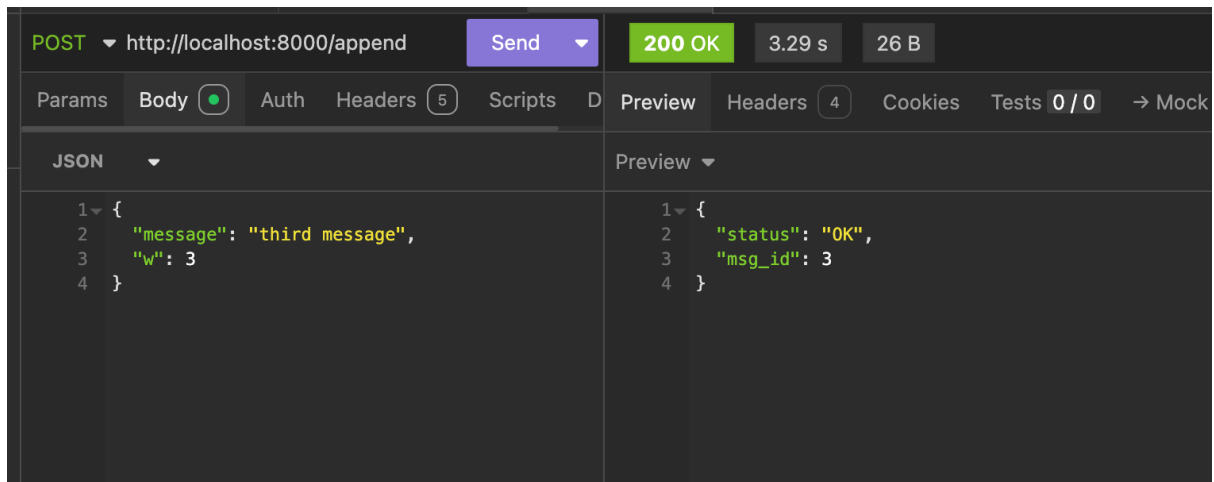 POST http://localhost:8000/append Send
200 OK 3.29 s 26 B
Params Body Auth Headers 5 Scripts D
Preview Headers 4 Cookies Tests 0 / 0 → Mock
JSON
Preview
1 {
2 "message": "third message",
3 "w": 3
4 }
1 {
2 "status": "OK",
3 "msg_id": 3
4 }